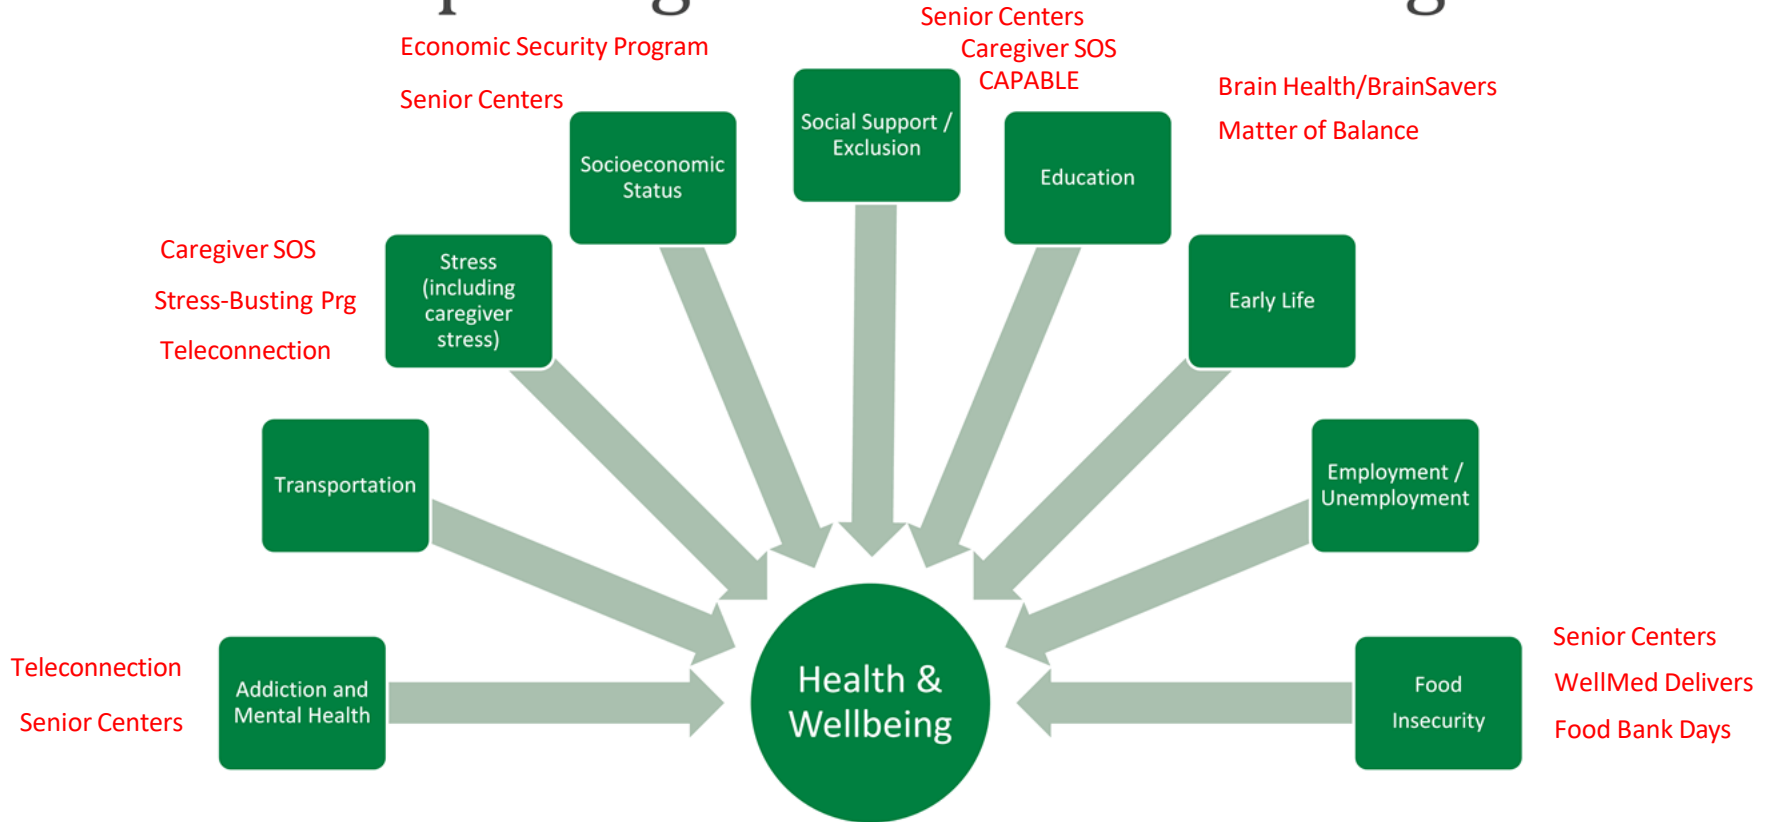 Senior Centers
Caregiver SOS
CAPABLE
Economic Security Program
Senior Centers
Brain Health/BrainSavers
Matter of Balance
Social Support /
Exclusion
Socioeconomic
Status
Education
Caregiver SOS
Stress-Busting Prg
Teleconnection
Stress
(including
caregiver
stress)
Early Life
Transportation
Employment /
Unemployment
Teleconnection
Senior Centers
Addiction and
Mental Health
Health &
Wellbeing
Food
Insecurity
Senior Centers
WellMed Delivers
Food Bank Days